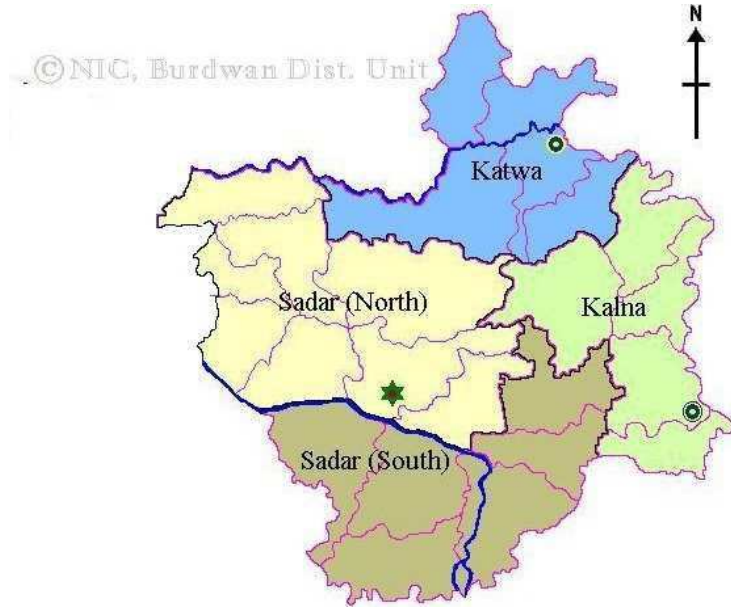 N
©NIC, Burdwan Dist. Unit
Katwa
Sadar (North)
Kalna
Sadar (South)